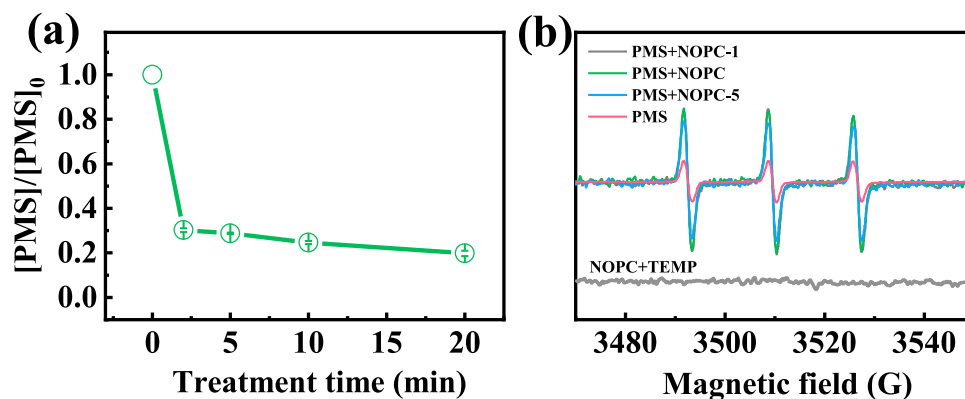 (a)
[PMS]/[PMS]0
1.0
0.8
0.6
0.4
0.2
0.0
0
5
10
15
20
Treatment time (min)
(b)
PMS+NOPC-1
PMS+NOPC
PMS+NOPC-5
PMS
NOPC+TEMP
3480
3500
3520
3540
Magnetic field (G)